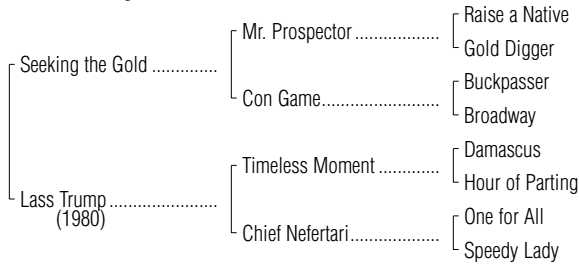 Raise a Native
Mr. Prospector ..................
Gold Digger
Seeking the Gold ..............
Buckpasser
Con Game.........................
Broadway
Damascus
Timeless Moment .............
Hour of Parting
Lass Trump.......................
(1980)
One for All
Chief Nefertari...................
Speedy Lady